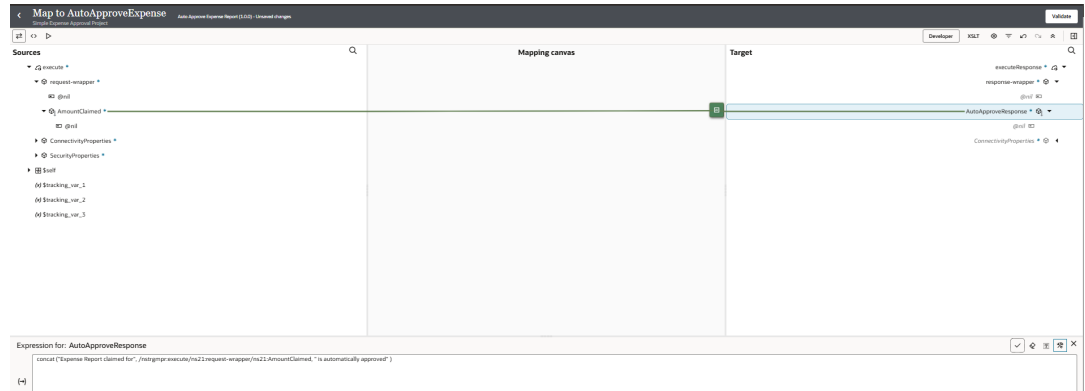 Map to AutoApproveExpense Auto Approve Expense Report (1.0.0) - Unsaved changes
Simple Expense Approval Project
Validate
Developer XSLT
Sources Mapping canvas Target
execute * executeResponse *
request-wrapper * response-wrapper *
@nil @nil
AmountClaimed * AutoApproveResponse *
@nil @nil
ConnectivityProperties * ConnectivityProperties *
SecurityProperties *
$self
(x) $tracking_var_1
(x) $tracking_var_2
(x) $tracking_var_3
Expression for: AutoApproveResponse
concat ("Expense Report claimed for", /nstrgmpr:execute/ns21:request-wrapper/ns21:AmountClaimed, " is automatically approved" )